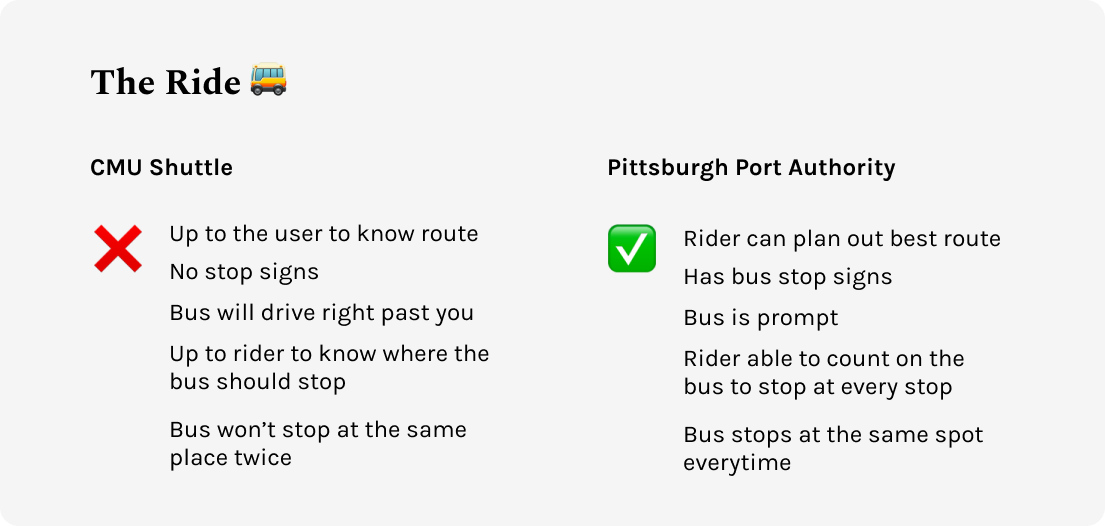 The Ride 🚌
CMU Shuttle
Up to the user to know route
No stop signs
Bus will drive right past you
Up to rider to know where the
bus should stop
Bus won’t stop at the same
place twice
Pittsburgh Port Authority
Rider can plan out best route
Has bus stop signs
Bus is prompt
Rider able to count on the
bus to stop at every stop
Bus stops at the same spot
everytime